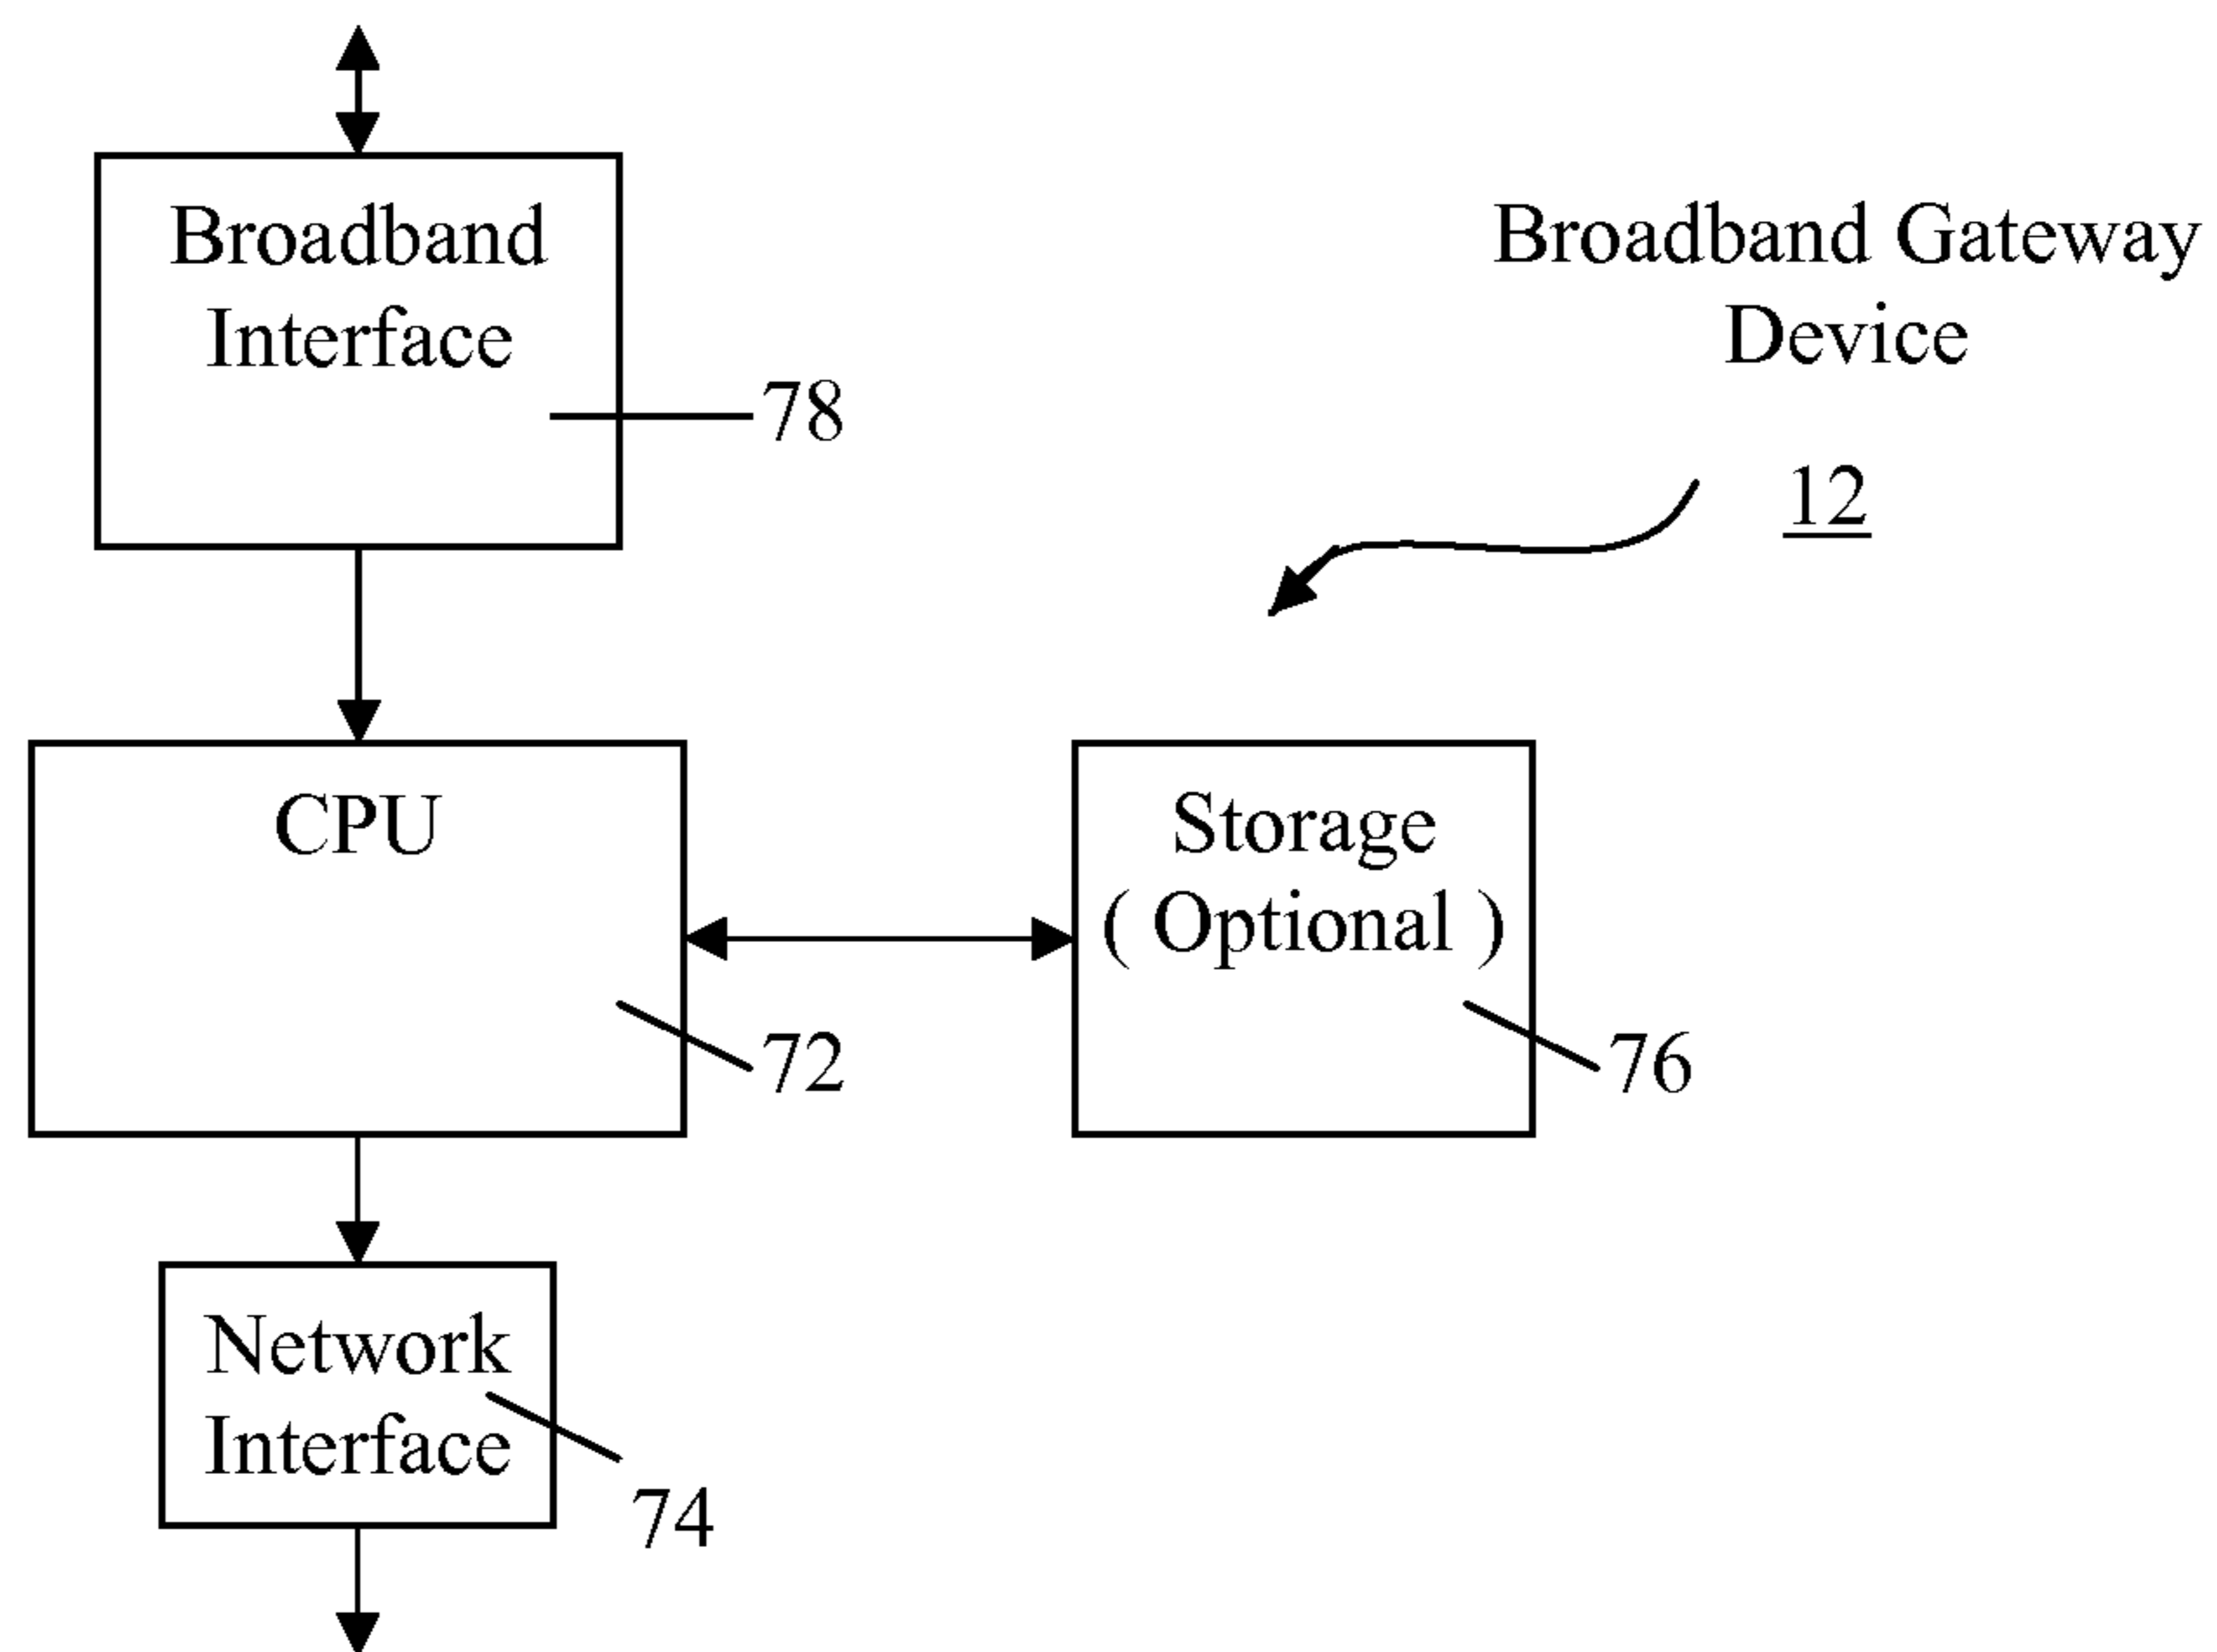 Broadband
Interface
78
Broadband Gateway
Device
12
CPU
72
Storage
( Optional )
76
Network
Interface
74